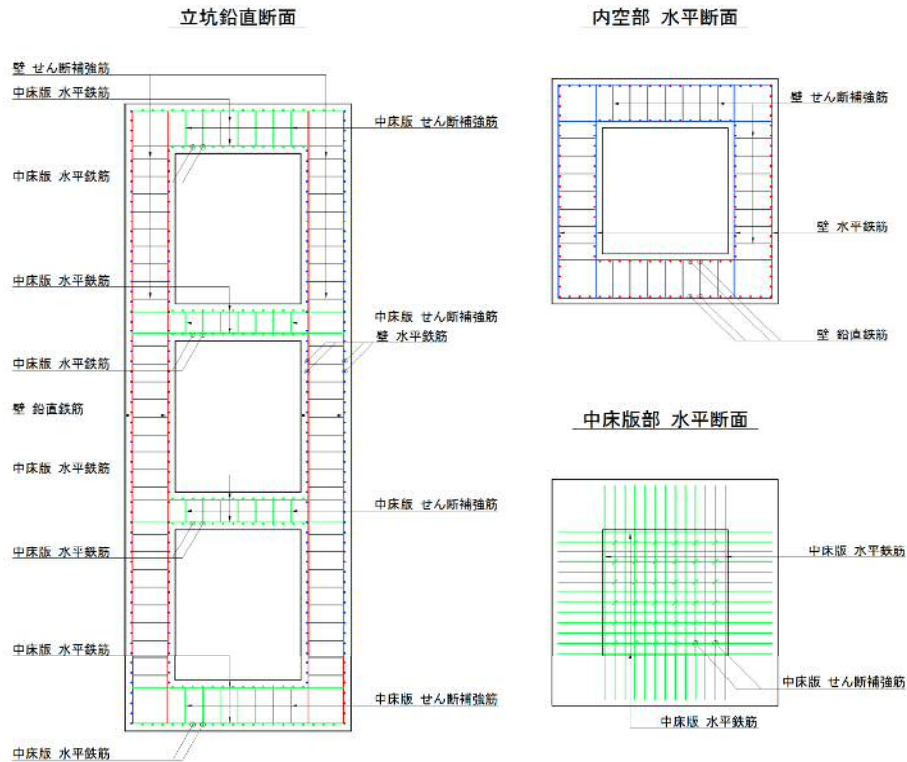 立坑鉛直断面
壁 せん断補強筋
中床版 水平鉄筋
中床版 せん断補強筋
中床版 水平鉄筋
中床版 水平鉄筋
中床版 せん断補強筋
壁 水平鉄筋
中床版 水平鉄筋
壁 鉛直鉄筋
中床版 水平鉄筋
中床版 せん断補強筋
中床版 水平鉄筋
中床版 水平鉄筋
中床版 せん断補強筋
中床版 水平鉄筋
内空部 水平断面
壁 せん断補強筋
壁 水平鉄筋
壁 鉛直鉄筋
中床版部 水平断面
中床版 水平鉄筋
中床版 せん断補強筋
中床版 水平鉄筋